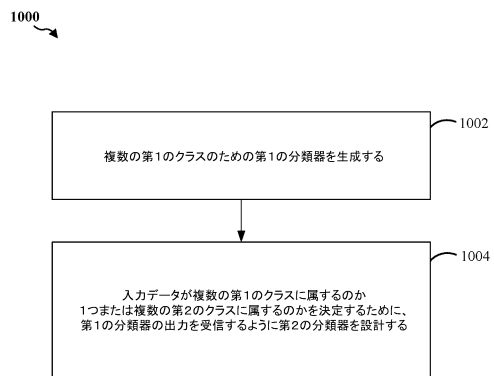 1000
1002
複数の第1のクラスのための第1の分類器を生成する
1004
入力データが複数の第1のクラスに属するのか
1つまたは複数の第2のクラスに属するのかを決定するために、
第1の分類器の出力を受信するように第2の分類器を設計する